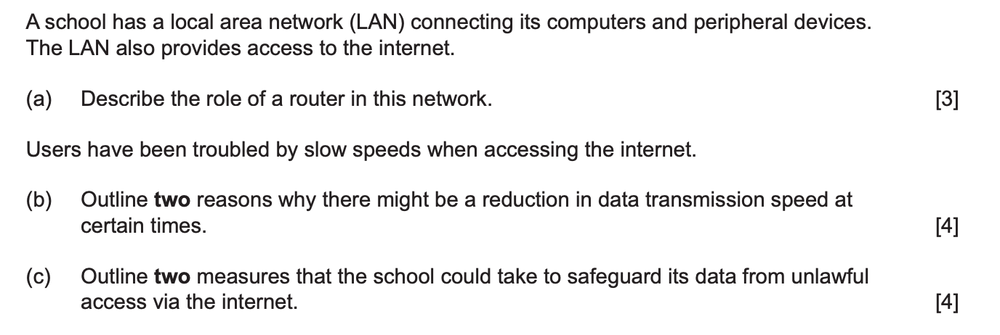 A school has a local area network (LAN) connecting its computers and peripheral devices.
The LAN also provides access to the internet.
(a) Describe the role of a router in this network. [3]
Users have been troubled by slow speeds when accessing the internet.
(b) Outline two reasons why there might be a reduction in data transmission speed at
certain times. [4]
(c) Outline two measures that the school could take to safeguard its data from unlawful
access via the internet. [4]